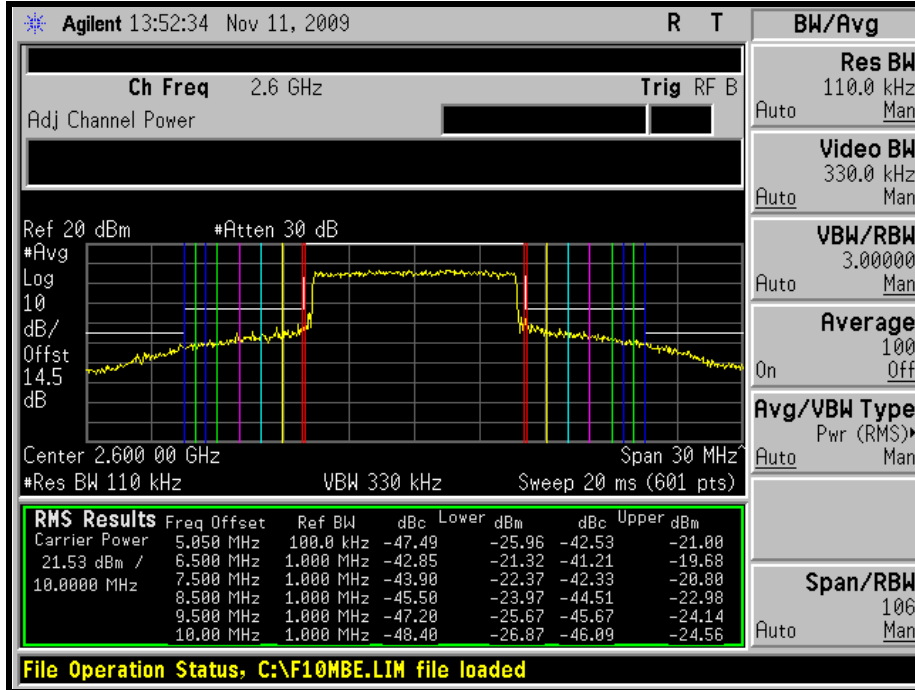 Agilent 13:52:34 Nov 11, 2009 R T
Ch Freq 2.6 GHz Trig RF B
Adj Channel Power
Ref 20 dBm #Atten 30 dB
#Avg
Log
10
dB/
Offst
14.5
dB
Center 2.600 00 GHz Span 30 MHz^
#Res BW 110 kHz VBW 330 kHz Sweep 20 ms (601 pts)
RMS Results Freq Offset Ref BW dBc Lower dBm dBc Upper dBm
Carrier Power 5.050 MHz 100.0 kHz -47.49 -25.96 -42.53 -21.00
21.53 dBm / 6.500 MHz 1.000 MHz -42.85 -21.32 -41.21 -19.68
10.0000 MHz 7.500 MHz 1.000 MHz -43.90 -22.37 -42.33 -20.80
8.500 MHz 1.000 MHz -45.50 -23.97 -44.51 -22.98
9.500 MHz 1.000 MHz -47.20 -25.67 -45.67 -24.14
10.00 MHz 1.000 MHz -48.40 -26.87 -46.09 -24.56
File Operation Status, C:\F10MBE.LIM file loaded
BW/Avg
Res BW
110.0 kHz
Auto Man
Video BW
330.0 kHz
Auto Man
VBW/RBW
3.00000
Auto Man
Average
100
On Off
Avg/VBW Type
Pwr (RMS)▸
Auto Man
Span/RBW
106
Auto Man